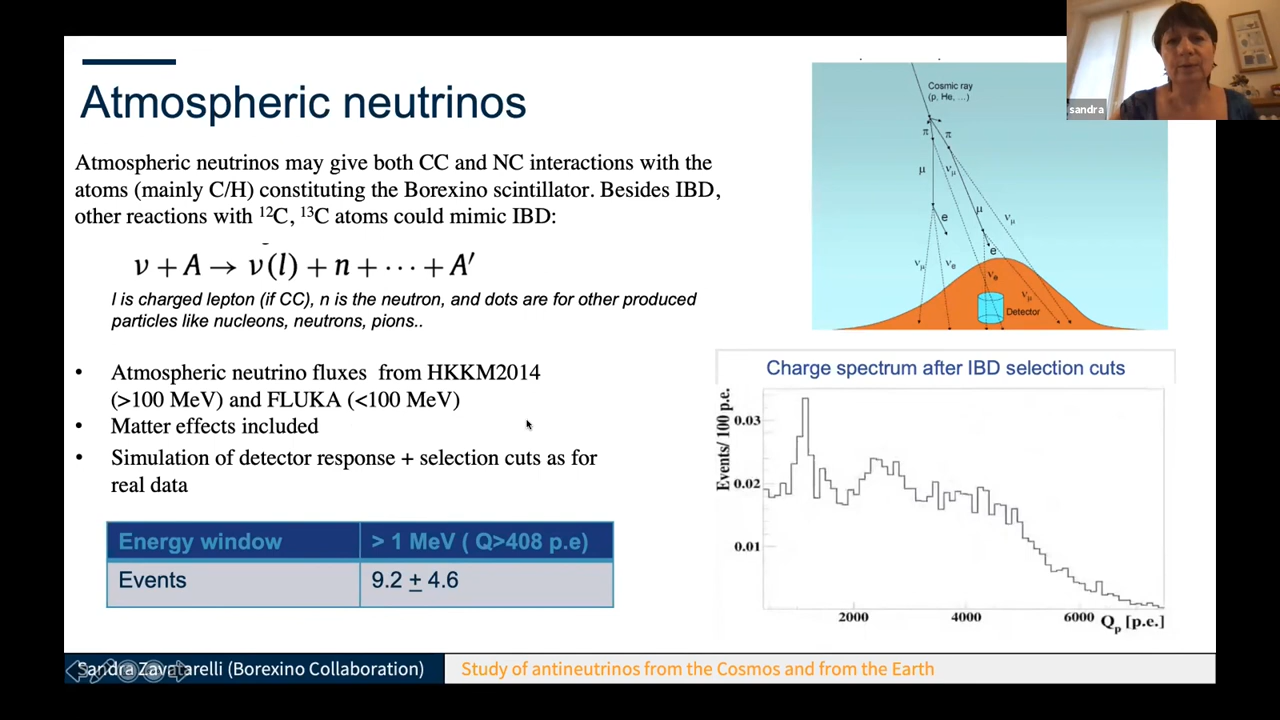 Atmospheric neutrinos
Atmospheric neutrinos may give both CC and NC interactions with the
atoms (mainly C/H) constituting the Borexino scintillator. Besides IBD,
other reactions with ¹²C, ¹³C atoms could mimic IBD:
ν + A → ν(l) + n + ⋯ + A′
l is charged lepton (if CC), n is the neutron, and dots are for other produced
particles like nucleons, neutrons, pions..
• Atmospheric neutrino fluxes from HKKM2014
(>100 MeV) and FLUKA (<100 MeV)
• Matter effects included
• Simulation of detector response + selection cuts as for
real data
Energy window > 1 MeV ( Q>408 p.e)
Events 9.2 ± 4.6
sandra
Cosmic ray
(p, He, ...)
π π
μ νμ
μ νμ
e
e
νμ νe νe
νμ
Detector
Charge spectrum after IBD selection cuts
Events/ 100 p.e.
0.03
0.02
0.01
2000 4000 6000 Qp [p.e.]
Sandra Zavatarelli (Borexino Collaboration)
Study of antineutrinos from the Cosmos and from the Earth